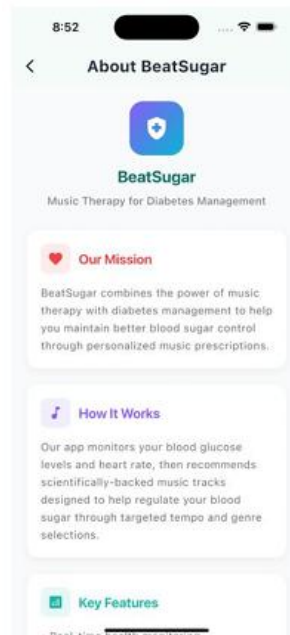 8:52
About BeatSugar
BeatSugar
Music Therapy for Diabetes Management
Our Mission
BeatSugar combines the power of music
therapy with diabetes management to help
you maintain better blood sugar control
through personalized music prescriptions.
How It Works
Our app monitors your blood glucose
levels and heart rate, then recommends
scientifically-backed music tracks
designed to help regulate your blood
sugar through targeted tempo and genre
selections.
Key Features